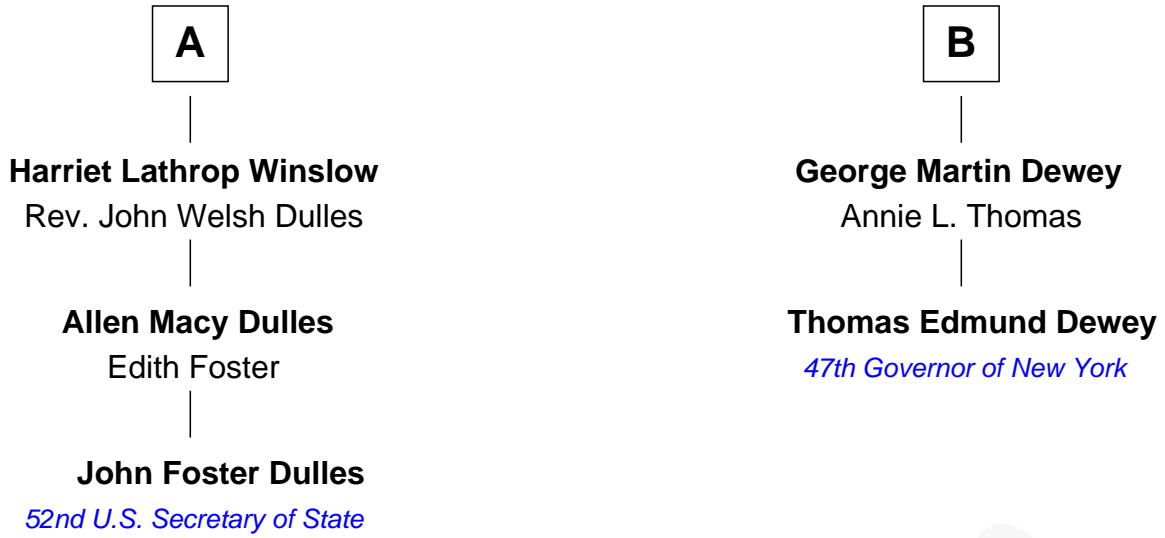 A
Harriet Lathrop Winslow
Rev. John Welsh Dulles
Allen Macy Dulles
Edith Foster
John Foster Dulles
52nd U.S. Secretary of State
B
George Martin Dewey
Annie L. Thomas
Thomas Edmund Dewey
47th Governor of New York